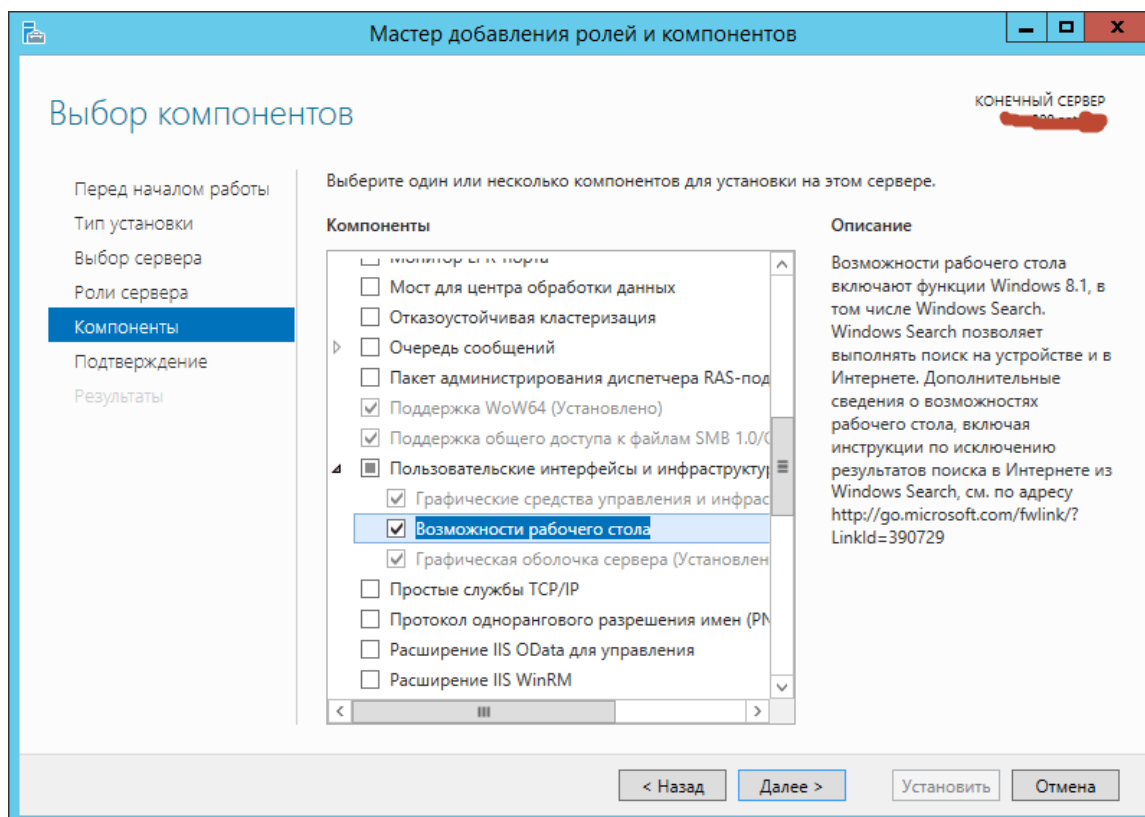 Мастер добавления ролей и компонентов
Выбор компонентов
КОНЕЧНЫЙ СЕРВЕР
Перед началом работы
Тип установки
Выбор сервера
Роли сервера
Компоненты
Подтверждение
Результаты
Выберите один или несколько компонентов для установки на этом сервере.
Компоненты
Монитор LPR-порта
Мост для центра обработки данных
Отказоустойчивая кластеризация
Очередь сообщений
Пакет администрирования диспетчера RAS-под
Поддержка WoW64 (Установлено)
Поддержка общего доступа к файлам SMB 1.0/C
Пользовательские интерфейсы и инфраструктур
Графические средства управления и инфрас
Возможности рабочего стола
Графическая оболочка сервера (Установлен
Простые службы TCP/IP
Протокол однорангового разрешения имен (PN
Расширение IIS OData для управления
Расширение IIS WinRM
Описание
Возможности рабочего стола
включают функции Windows 8.1, в
том числе Windows Search.
Windows Search позволяет
выполнять поиск на устройстве и в
Интернете. Дополнительные
сведения о возможностях
рабочего стола, включая
инструкции по исключению
результатов поиска в Интернете из
Windows Search, см. по адресу
http://go.microsoft.com/fwlink/?
LinkId=390729
< Назад
Далее >
Установить
Отмена